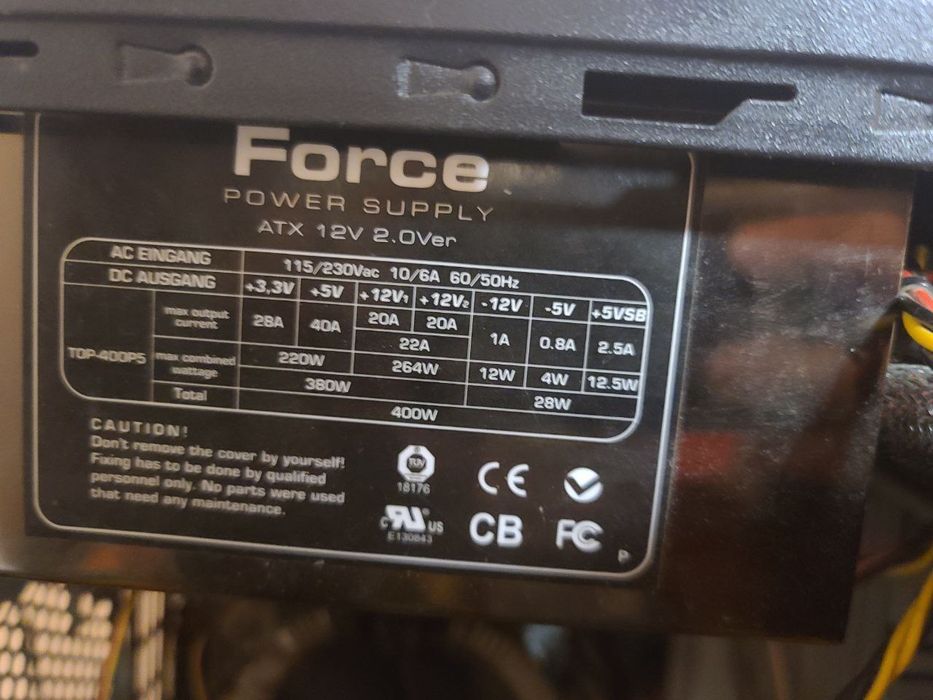 Force
POWER SUPPLY
ATX 12V 2.0Ver
AC EINGANG 115/230Vac 10/6A 60/50Hz
DC AUSGANG +3,3V +5V +12V1 +12V2 -12V -5V +5VSB
TOP-400P5 max output current 28A 40A 20A 20A 1A 0.8A 2.5A
22A
max combined wattage 220W 264W 12W 4W 12.5W
380W 28W
Total 400W
CAUTION!
Don't remove the cover by yourself!
Fixing has to be done by qualified
personnel only. No parts were used
that need any maintenance.
TÜV
18176
CE
c RU us
E130843
CB
FC
P